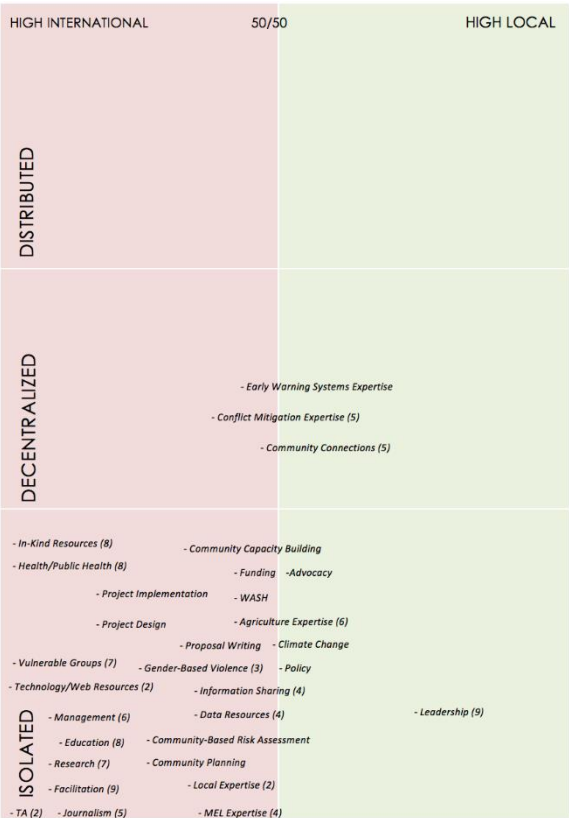 HIGH INTERNATIONAL 50/50 HIGH LOCAL
DISTRIBUTED
DECENTRALIZED
- Early Warning Systems Expertise
- Conflict Mitigation Expertise (5)
- Community Connections (5)
ISOLATED
- In-Kind Resources (8)
- Community Capacity Building
- Health/Public Health (8)
- Funding -Advocacy
- Project Implementation
- WASH
- Project Design
- Agriculture Expertise (6)
- Proposal Writing - Climate Change
- Vulnerable Groups (7)
- Gender-Based Violence (3) - Policy
- Technology/Web Resources (2)
- Information Sharing (4)
- Management (6) - Data Resources (4) - Leadership (9)
- Education (8) - Community-Based Risk Assessment
- Research (7) - Community Planning
- Facilitation (9) - Local Expertise (2)
- TA (2) - Journalism (5) - MEL Expertise (4)